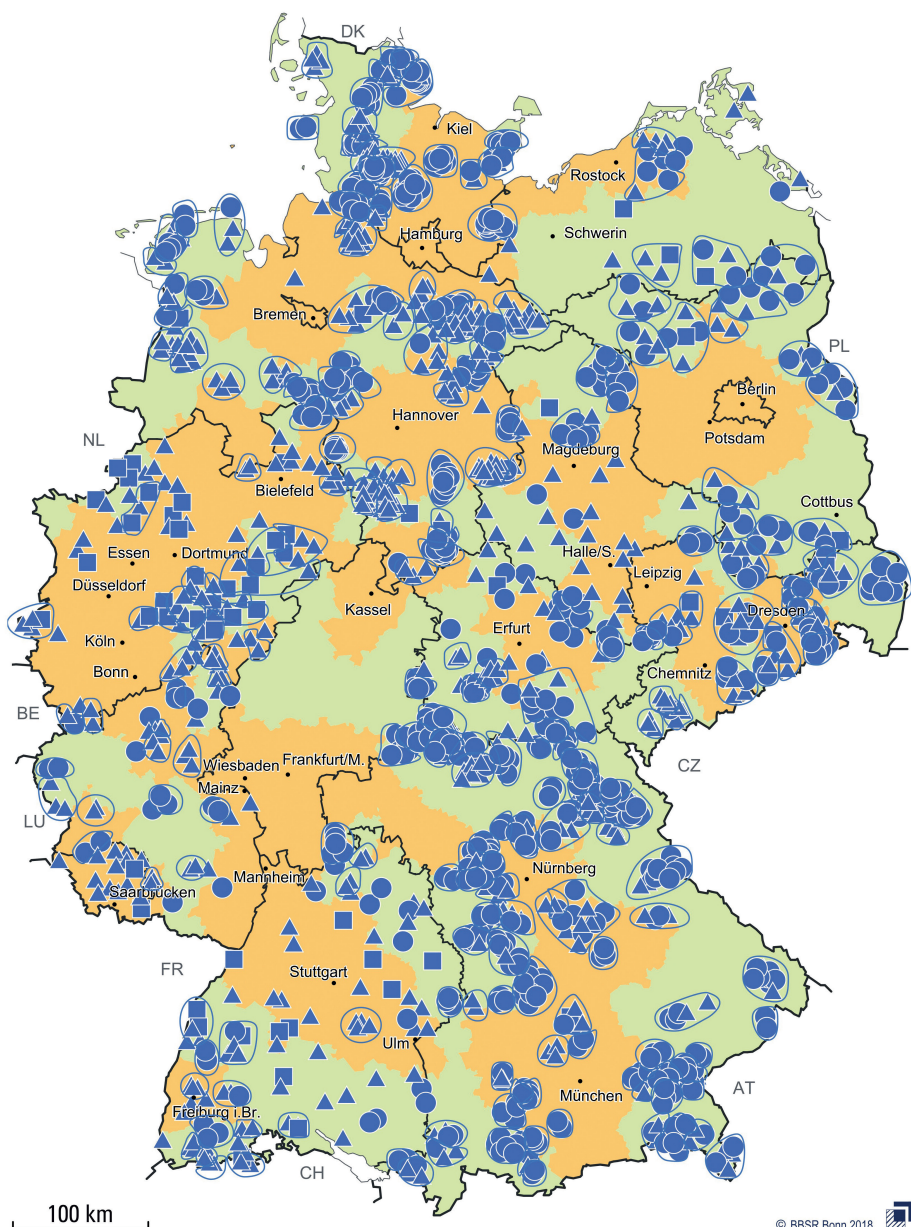 DK
Kiel
Rostock
Schwerin
Hamburg
Bremen
PL
Berlin
Hannover
Potsdam
NL
Magdeburg
Bielefeld
Cottbus
Essen
Dortmund
Halle/S.
Düsseldorf
Leipzig
Kassel
Dresden
Köln
Erfurt
Bonn
Chemnitz
BE
CZ
Wiesbaden
Frankfurt/M.
Mainz
LU
Mannheim
Nürnberg
Saarbrücken
FR
Stuttgart
Ulm
München
AT
Freiburg i.Br.
CH
100 km
© BBSR Bonn 2018